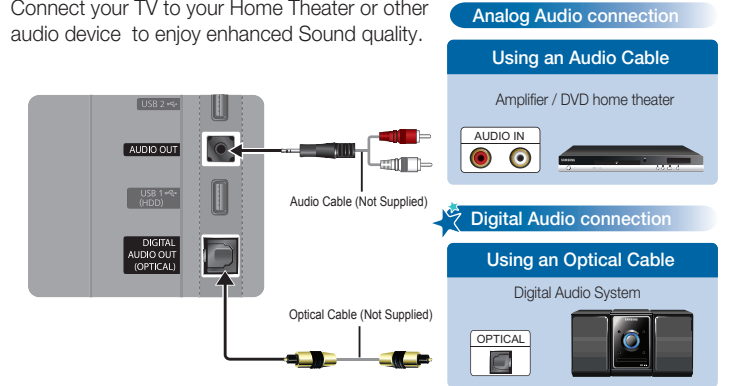 Connect your TV to your Home Theater or other
audio device to enjoy enhanced Sound quality.
USB 2
AUDIO OUT
USB 1
(HDD)
DIGITAL
AUDIO OUT
(OPTICAL)
Audio Cable (Not Supplied)
Optical Cable (Not Supplied)
Analog Audio connection
Using an Audio Cable
Amplifier / DVD home theater
AUDIO IN
SAMSUNG
Digital Audio connection
Using an Optical Cable
Digital Audio System
OPTICAL
SAMSUNG